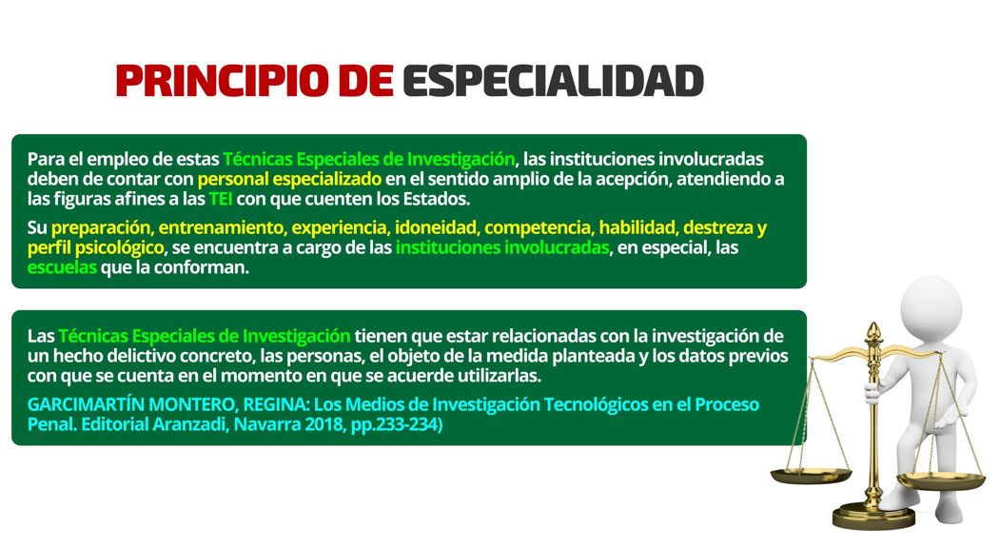 PRINCIPIO DE ESPECIALIDAD
Para el empleo de estas Técnicas Especiales de Investigación, las instituciones involucradas
deben de contar con personal especializado en el sentido amplio de la acepción, atendiendo a
las figuras afines a las TEI con que cuenten los Estados.
Su preparación, entrenamiento, experiencia, idoneidad, competencia, habilidad, destreza y
perfil psicológico, se encuentra a cargo de las instituciones involucradas, en especial, las
escuelas que la conforman.
Las Técnicas Especiales de Investigación tienen que estar relacionadas con la investigación de
un hecho delictivo concreto, las personas, el objeto de la medida planteada y los datos previos
con que se cuenta en el momento en que se acuerde utilizarlas.
GARCIMARTÍN MONTERO, REGINA: Los Medios de Investigación Tecnológicos en el Proceso
Penal. Editorial Aranzadi, Navarra 2018, pp.233-234)